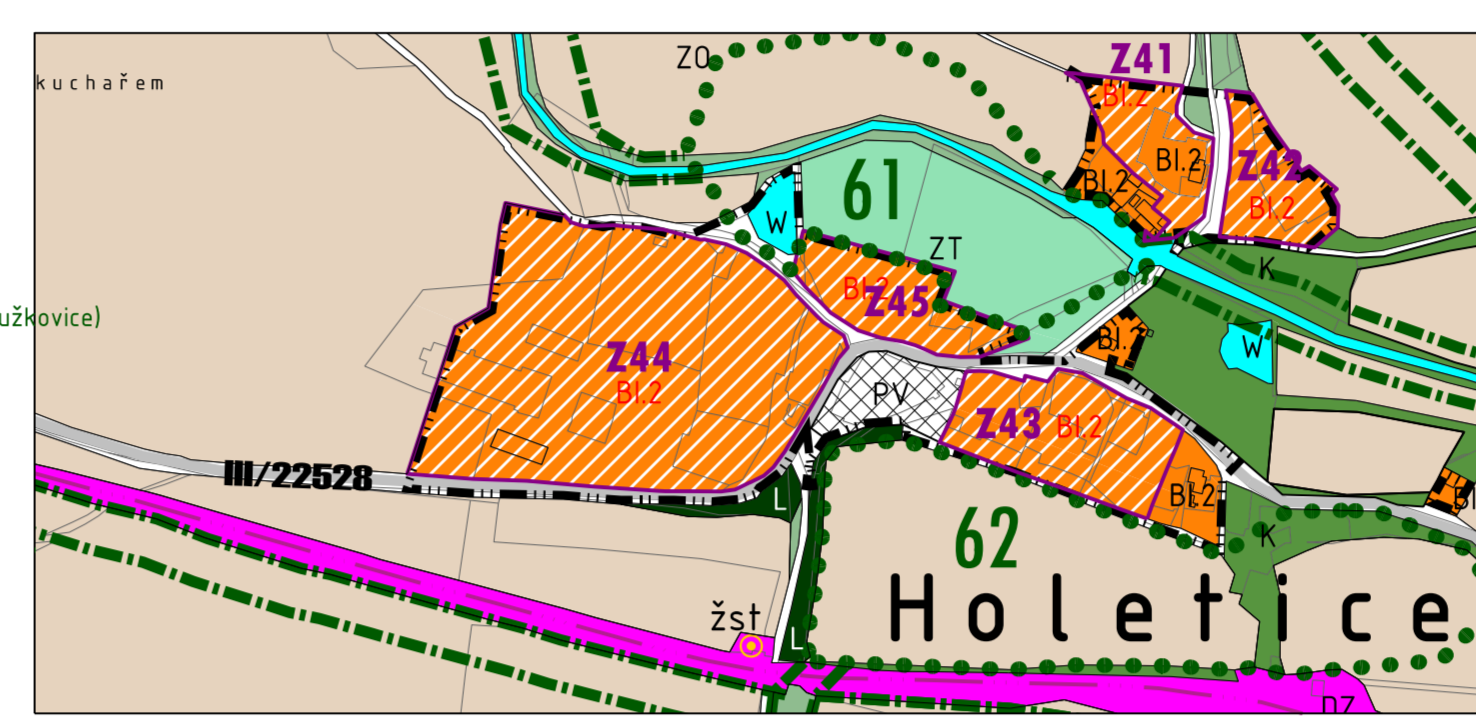 ZO
Z41
kuchařem
BI.2
61
BI.2
Z42
BI.2
W
BI.2
ZT
K
BI.2
Z45
užkovice)
BI.2
W
Z44
BI.2
PV
Z43
BI.2
III/22528
L
BI.2
62
K
Holetice
žst
L
DZ